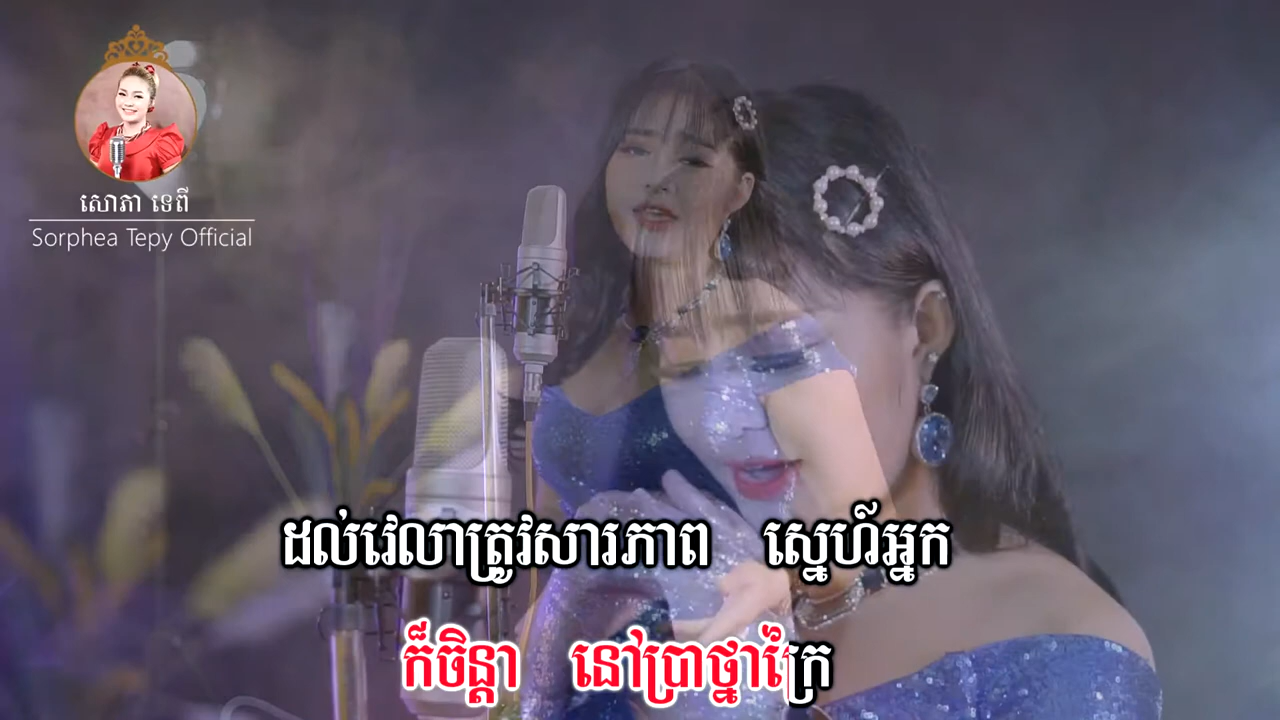 សោភា ទេពី
Sorphea Tepy Official
ដល់វេលាត្រូវសារភាព ស្នេហ៍អ្នក
ក៏ចិន្តា នៅប្រាថ្នាក្រៃ